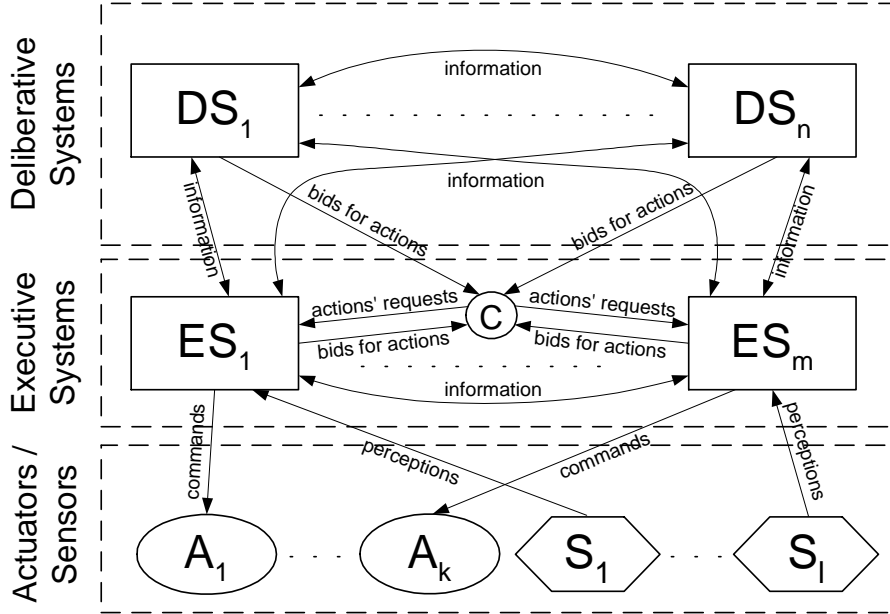 Deliberative
Systems
information
DS1
. . . . . . . . . . . . . . .
DSn
information
information
bids for actions
bids for actions
information
Executive
Systems
actions' requests
C
actions' requests
ES1
bids for actions
bids for actions
ESm
. . . . . . . . . . .
information
Actuators /
Sensors
commands
perceptions
commands
perceptions
A1
. . . .
Ak
S1
. . . .
Sl